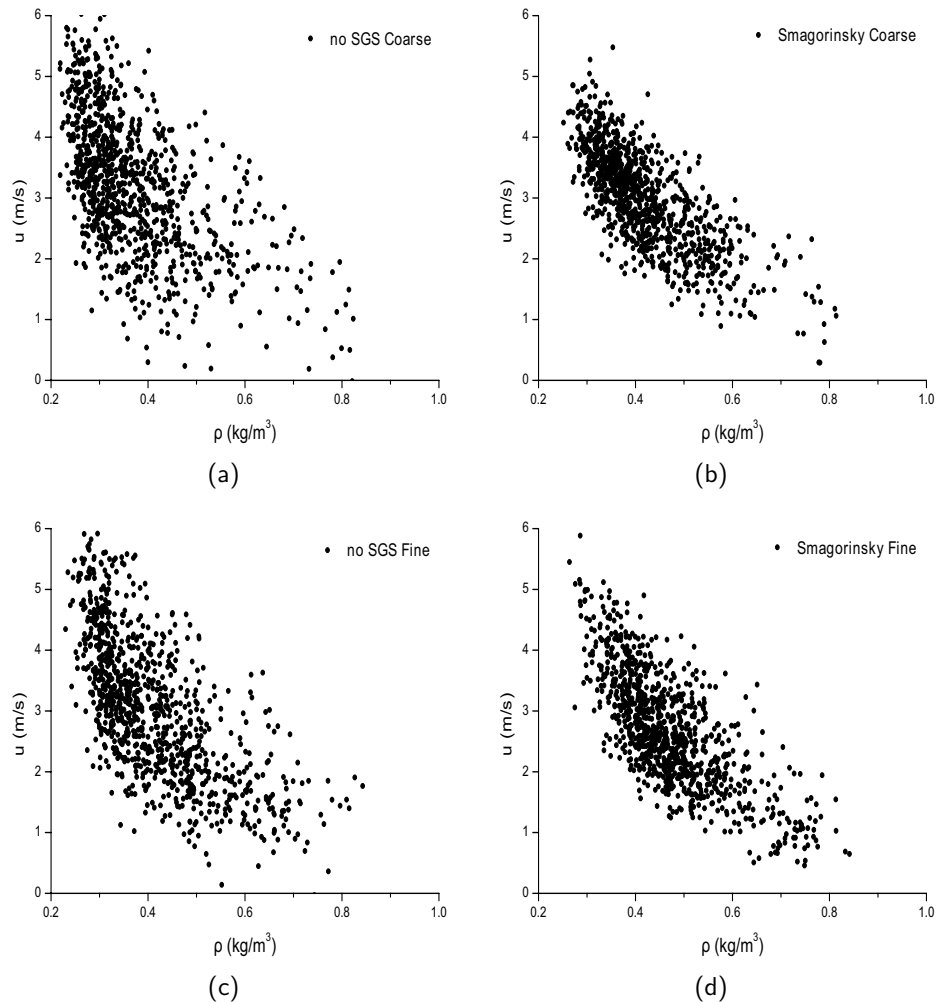 no SGS Coarse
6
5
4
3
2
1
0
u (m/s)
0.2 0.4 0.6 0.8 1.0
ρ (kg/m³)
(a)
Smagorinsky Coarse
6
5
4
3
2
1
0
u (m/s)
0.2 0.4 0.6 0.8 1.0
ρ (kg/m³)
(b)
no SGS Fine
6
5
4
3
2
1
0
u (m/s)
0.2 0.4 0.6 0.8 1.0
ρ (kg/m³)
(c)
Smagorinsky Fine
6
5
4
3
2
1
0
u (m/s)
0.2 0.4 0.6 0.8 1.0
ρ (kg/m³)
(d)